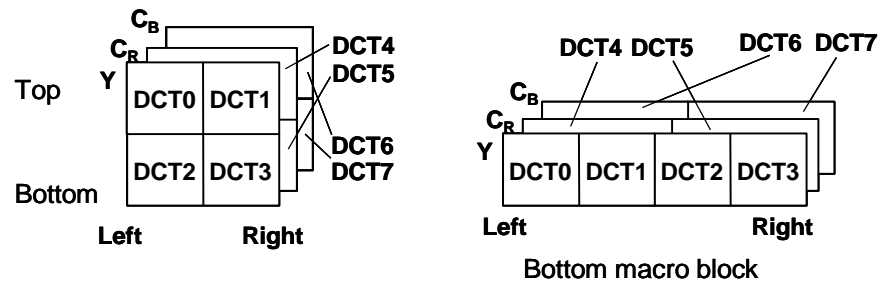 C_B
C_R
Y
DCT4
DCT5
Top
DCT0 DCT1
DCT6
DCT7
DCT2 DCT3
Bottom
Left Right
DCT4 DCT5 DCT6 DCT7
C_B
C_R
Y
DCT0 DCT1 DCT2 DCT3
Left Right
Bottom macro block